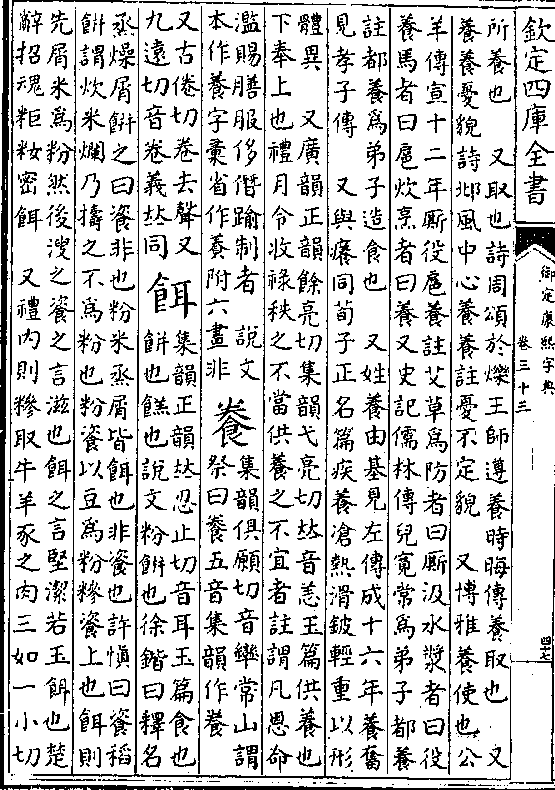 欽定四庫全書
御定康熙字典
卷三十三
四十七
所養也　又取也詩周頌於爍王師遵養時晦傳養取也　又
養養憂貌詩邶風中心養養註憂不定貌　又博雅養使也公
羊傳宣十二年厮役扈養註艾草為防者曰厮汲水漿者曰役
養馬者曰扈炊烹者曰養又史記儒林傳兒寬常為弟子都養
註都養為弟子造食也　又姓養由基見左傳成十六年養奮
見孝子傳　又與癢同荀子正名篇疾養滄熱滑鈹輕重以形
體異　又廣韻正韻餘亮切集韻弋亮切𠀤音恙玉篇供養也
下奉上也禮月令收祿秩之不當供養之不宜者註謂凡恩命
濫賜膳服侈僭踰制者　說文
本作養字彙省作養附六畫非
𩜇
集韻俱願切音𢍏常山謂
祭曰𩜇五音集韻作𩜇
又古倦切卷去聲又
九遠切音卷義𠀤同
餌
集韻正韻𠀤忍止切音耳玉篇食也
餅也餻也說文粉餅也徐鍇曰釋名
烝燥屑餅之曰餈非也粉米烝屑皆餌也非餈也許愼曰餈稻
餅謂炊米爛乃擣之不為粉也粉餈以豆為粉糝餈上也餌則
先屑米為粉然後溲之餈之言滋也餌之言堅潔若玉餌也楚
辭招魂粔籹密餌　又禮內則糝取牛羊豕之肉三如一小切